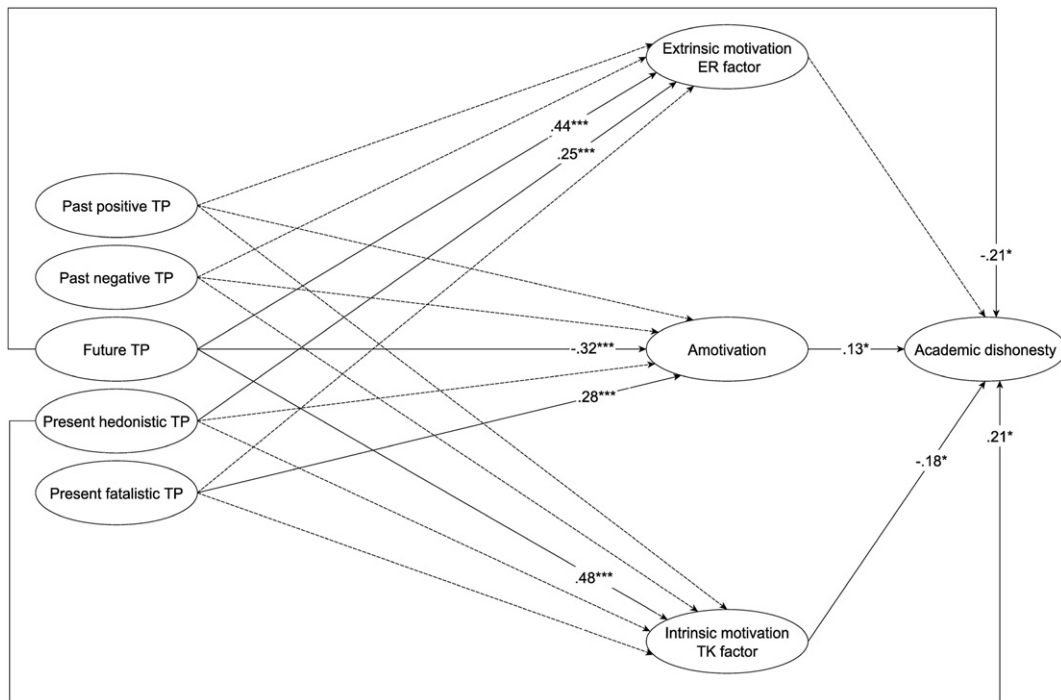 Extrinsic motivation
ER factor
.44***
.25***
Past positive TP
-.21*
Past negative TP
Future TP
-.32***
Amotivation
.13*
Academic dishonesty
.28***
Present hedonistic TP
.21*
-.18*
Present fatalistic TP
.48***
Intrinsic motivation
TK factor